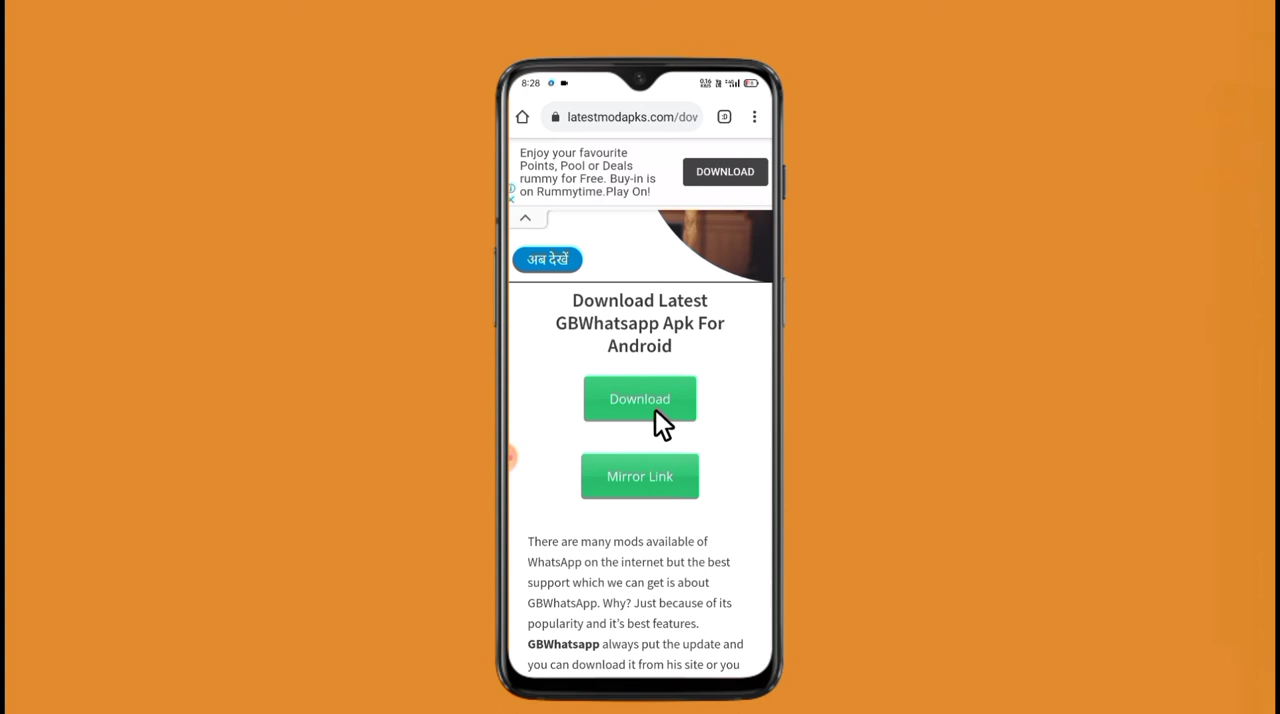 8:28
latestmodapks.com/dov
Enjoy your favourite
Points, Pool or Deals
rummy for Free. Buy-in is
on Rummytime.Play On!
DOWNLOAD
अब देखें
Download Latest
GBWhatsapp Apk For
Android
Download
Mirror Link
There are many mods available of
WhatsApp on the internet but the best
support which we can get is about
GBWhatsApp. Why? Just because of its
popularity and it's best features.
GBWhatsapp always put the update and
you can download it from his site or you